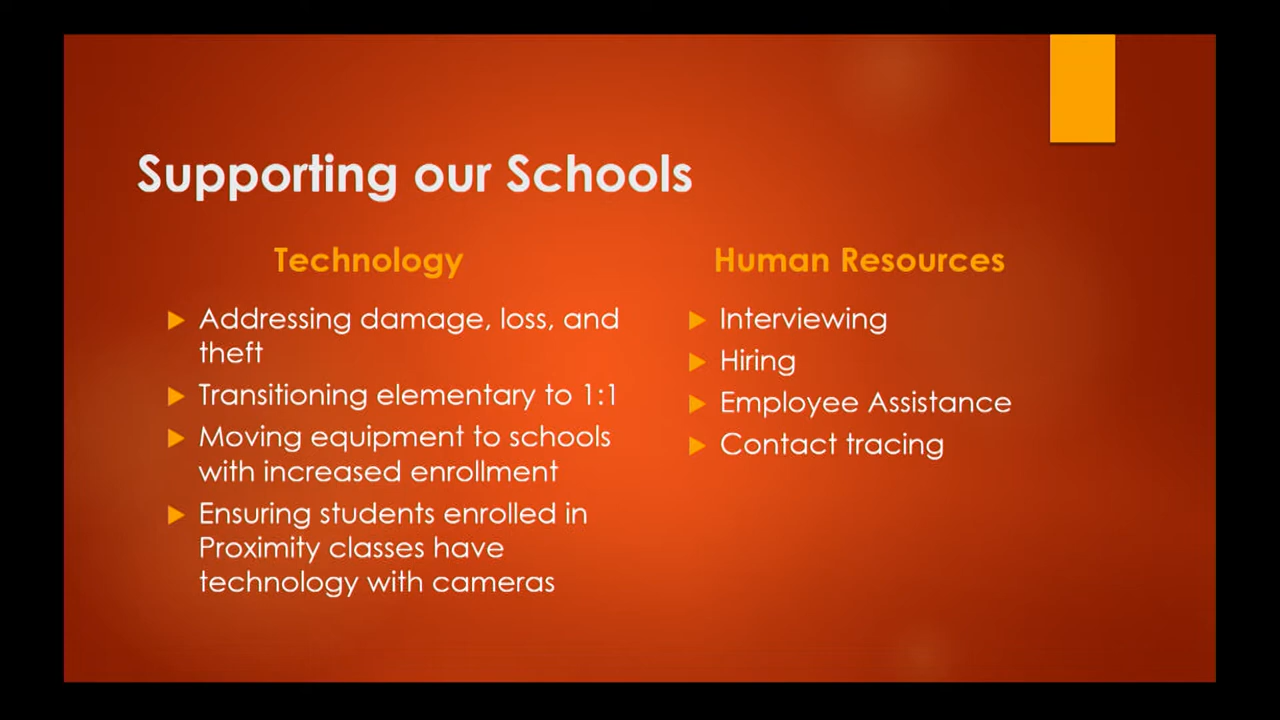 Supporting our Schools
Technology
Addressing damage, loss, and
theft
Transitioning elementary to 1:1
Moving equipment to schools
with increased enrollment
Ensuring students enrolled in
Proximity classes have
technology with cameras
Human Resources
Interviewing
Hiring
Employee Assistance
Contact tracing